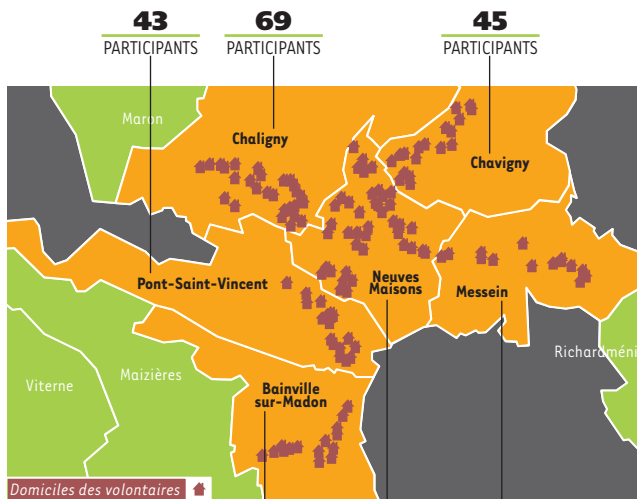 43
PARTICIPANTS
69
PARTICIPANTS
45
PARTICIPANTS
Maron
Chaligny
Chavigny
Pont-Saint-Vincent
Neuves
Maisons
Messein
Richardméni
Viterne
Maizières
Bainville
sur-Madon
Domiciles des volontaires